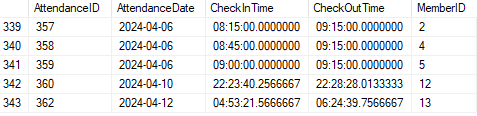 AttendanceID AttendanceDate CheckInTime CheckOutTime MemberID
339 357 2024-04-06 08:15:00.0000000 09:15:00.0000000 2
340 358 2024-04-06 08:45:00.0000000 09:15:00.0000000 4
341 359 2024-04-06 09:00:00.0000000 09:15:00.0000000 5
342 360 2024-04-10 22:23:40.2566667 22:28:28.0133333 12
343 362 2024-04-12 04:53:21.5666667 06:24:39.7566667 13